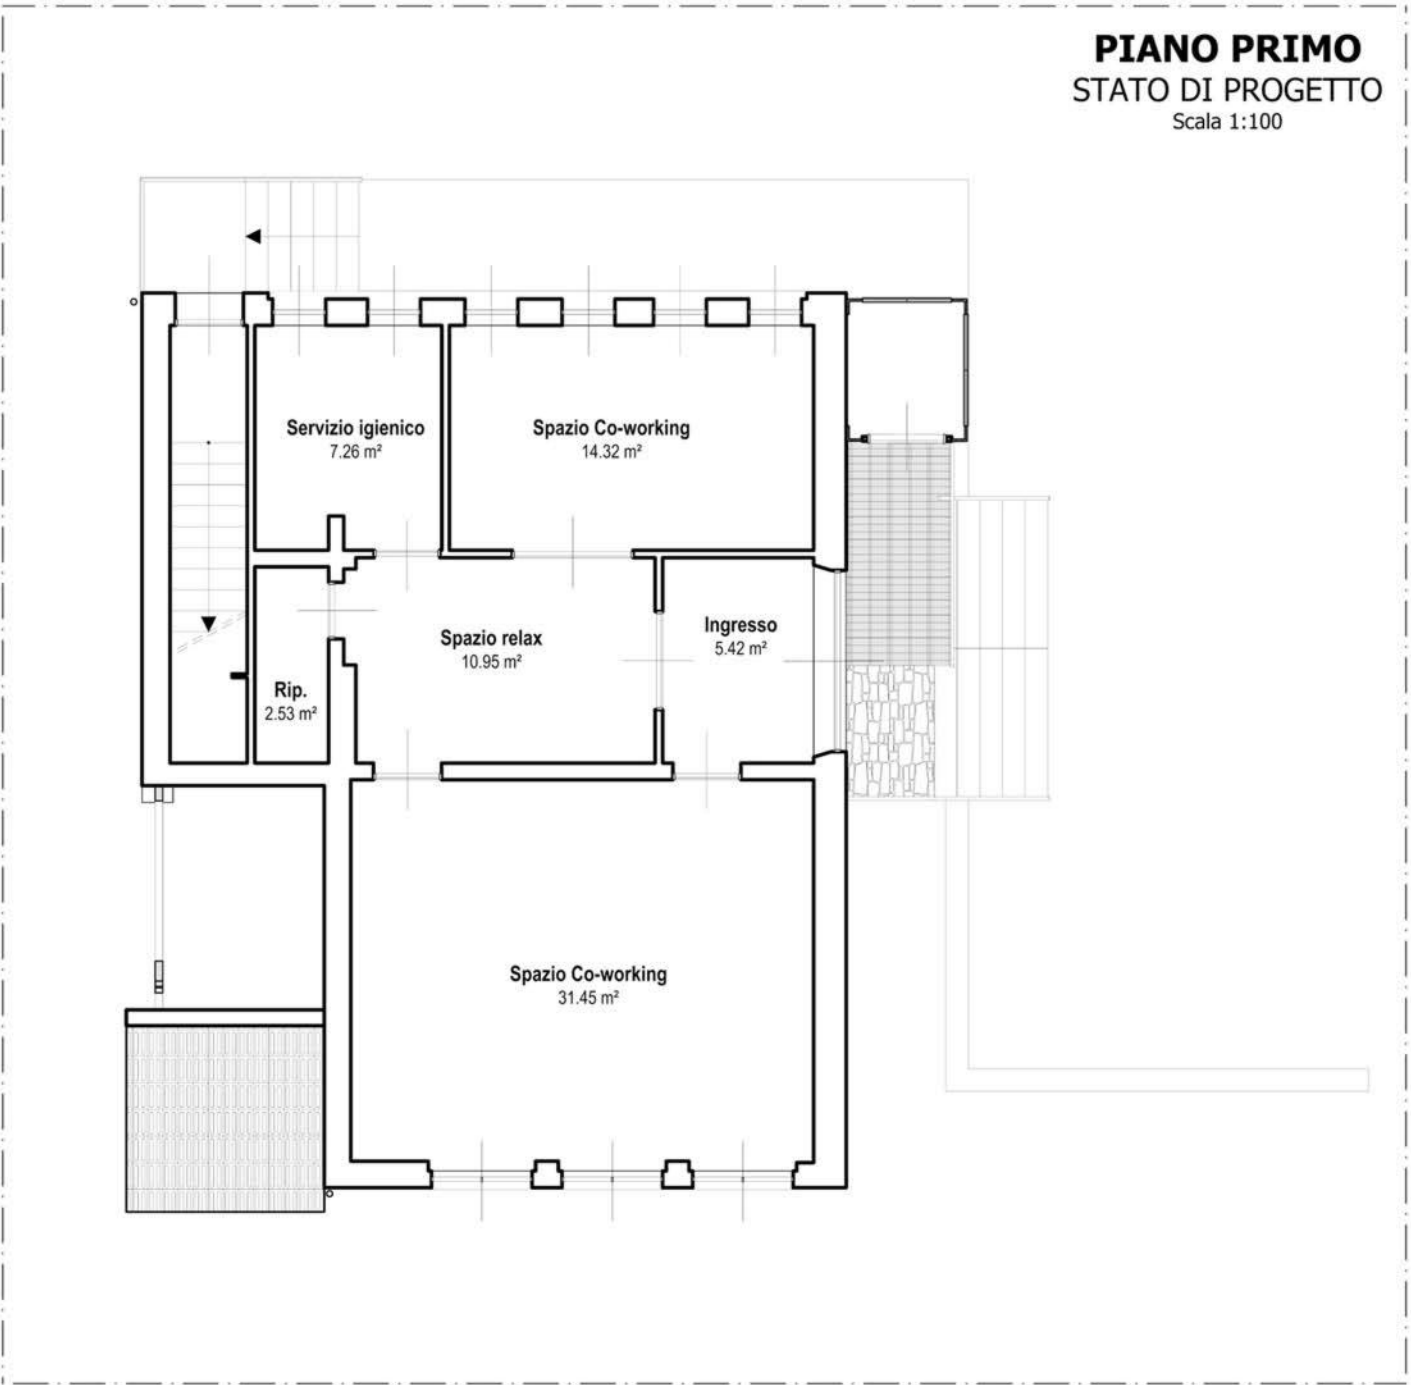 PIANO PRIMO
STATO DI PROGETTO
Scala 1:100
Servizio igienico
7.26 m²
Spazio Co-working
14.32 m²
Spazio relax
10.95 m²
Ingresso
5.42 m²
Rip.
2.53 m²
Spazio Co-working
31.45 m²